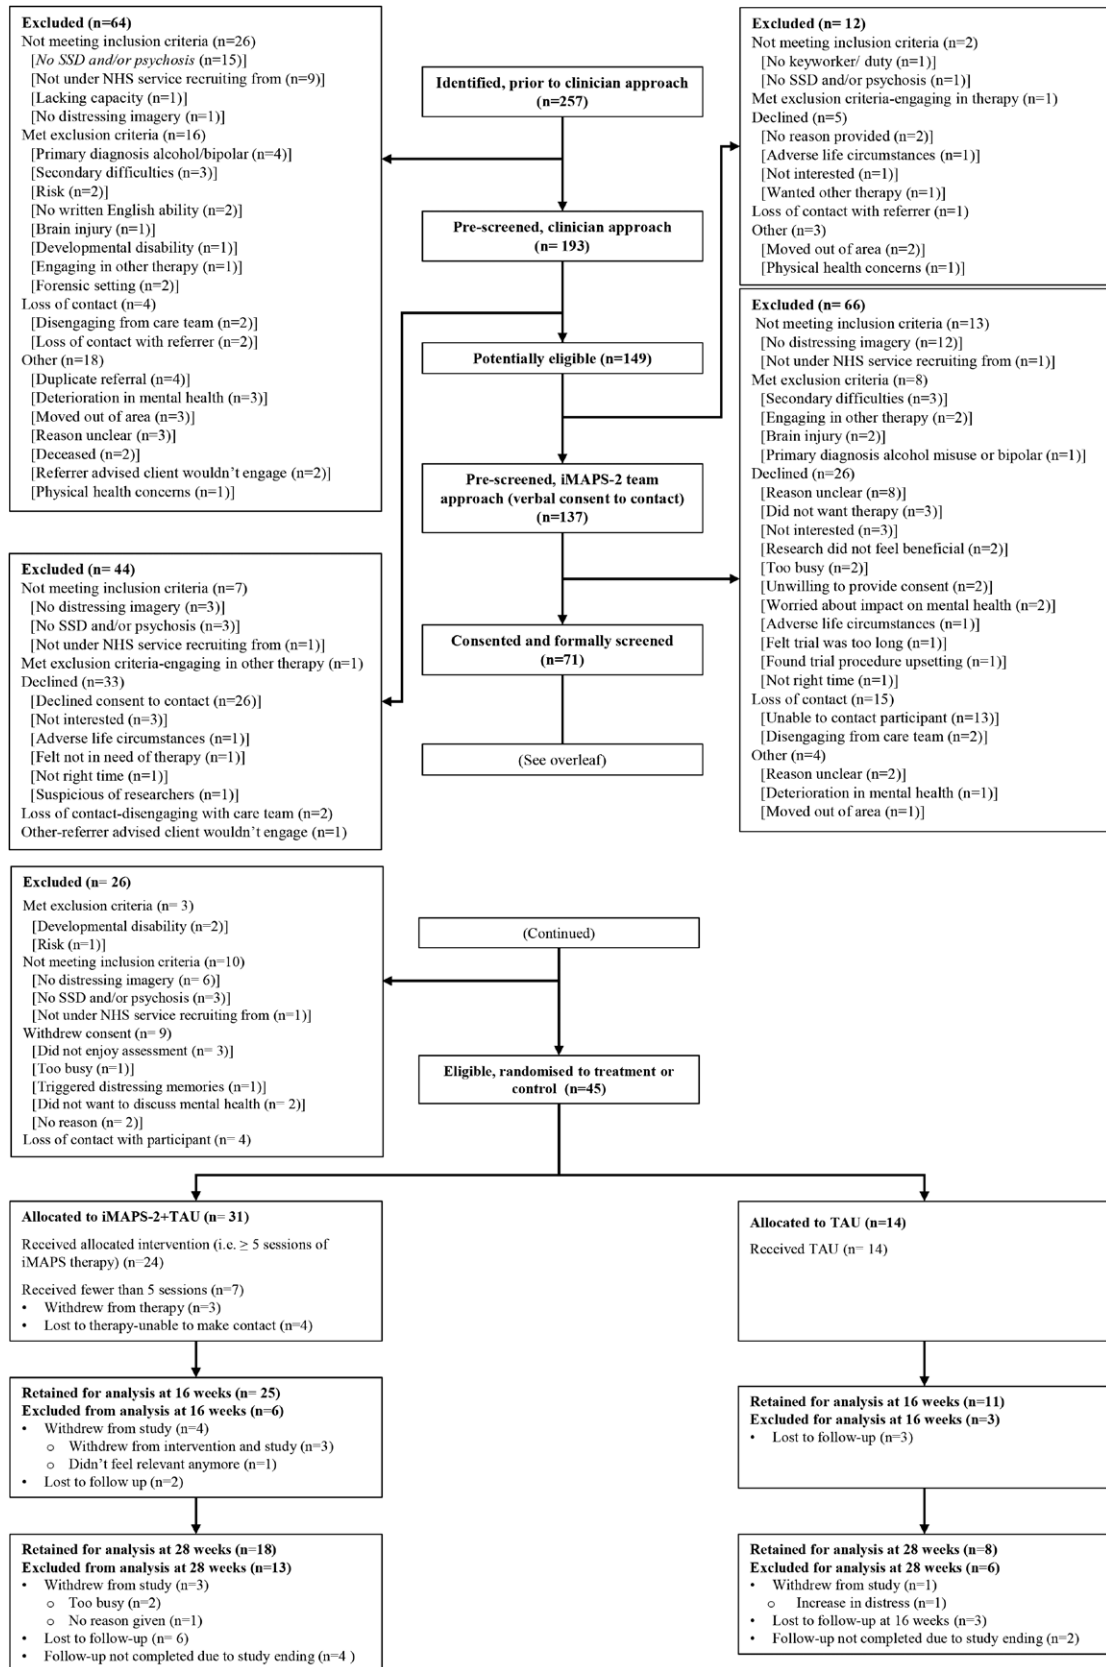 Excluded (n=64)
Not meeting inclusion criteria (n=26)
[No SSD and/or psychosis (n=15)]
[Not under NHS service recruiting from (n=9)]
[Lacking capacity (n=1)]
[No distressing imagery (n=1)]
Met exclusion criteria (n=16)
[Primary diagnosis alcohol/bipolar (n=4)]
[Secondary difficulties (n=3)]
[Risk (n=2)]
[No written English ability (n=2)]
[Brain injury (n=1)]
[Developmental disability (n=1)]
[Engaging in other therapy (n=1)]
[Forensic setting (n=2)]
Loss of contact (n=4)
[Disengaging from care team (n=2)]
[Loss of contact with referrer (n=2)]
Other (n=18)
[Duplicate referral (n=4)]
[Deterioration in mental health (n=3)]
[Moved out of area (n=3)]
[Reason unclear (n=3)]
[Deceased (n=2)]
[Referrer advised client wouldn't engage (n=2)]
[Physical health concerns (n=1)]
Identified, prior to clinician approach
(n=257)
Excluded (n= 12)
Not meeting inclusion criteria (n=2)
[No keyworker/ duty (n=1)]
[No SSD and/or psychosis (n=1)]
Met exclusion criteria-engaging in therapy (n=1)
Declined (n=5)
[No reason provided (n=2)]
[Adverse life circumstances (n=1)]
[Not interested (n=1)]
[Wanted other therapy (n=1)]
Loss of contact with referrer (n=1)
Other (n=3)
[Moved out of area (n=2)]
[Physical health concerns (n=1)]
Pre-screened, clinician approach
(n= 193)
Potentially eligible (n=149)
Pre-screened, iMAPS-2 team
approach (verbal consent to contact)
(n=137)
Excluded (n= 66)
Not meeting inclusion criteria (n=13)
[No distressing imagery (n=12)]
[Not under NHS service recruiting from (n=1)]
Met exclusion criteria (n=8)
[Secondary difficulties (n=3)]
[Engaging in other therapy (n=2)]
[Brain injury (n=2)]
[Primary diagnosis alcohol misuse or bipolar (n=1)]
Declined (n=26)
[Reason unclear (n=8)]
[Did not want therapy (n=3)]
[Not interested (n=3)]
[Research did not feel beneficial (n=2)]
[Too busy (n=2)]
[Unwilling to provide consent (n=2)]
[Worried about impact on mental health (n=2)]
[Adverse life circumstances (n=1)]
[Felt trial was too long (n=1)]
[Found trial procedure upsetting (n=1)]
[Not right time (n=1)]
Loss of contact (n=15)
[Unable to contact participant (n=13)]
[Disengaging from care team (n=2)]
Other (n=4)
[Reason unclear (n=2)]
[Deterioration in mental health (n=1)]
[Moved out of area (n=1)]
Excluded (n= 44)
Not meeting inclusion criteria (n=7)
[No distressing imagery (n=3)]
[No SSD and/or psychosis (n=3)]
[Not under NHS service recruiting from (n=1)]
Met exclusion criteria-engaging in other therapy (n=1)
Declined (n=33)
[Declined consent to contact (n=26)]
[Not interested (n=3)]
[Adverse life circumstances (n=1)]
[Felt not in need of therapy (n=1)]
[Not right time (n=1)]
[Suspicious of researchers (n=1)]
Loss of contact-disengaging with care team (n=2)
Other-referrer advised client wouldn't engage (n=1)
Consented and formally screened
(n=71)
(See overleaf)
Excluded (n= 26)
Met exclusion criteria (n= 3)
[Developmental disability (n=2)]
[Risk (n=1)]
Not meeting inclusion criteria (n=10)
[No distressing imagery (n= 6)]
[No SSD and/or psychosis (n=3)]
[Not under NHS service recruiting from (n=1)]
Withdrew consent (n= 9)
[Did not enjoy assessment (n= 3)]
[Too busy (n=1)]
[Triggered distressing memories (n=1)]
[Did not want to discuss mental health (n= 2)]
[No reason (n= 2)]
Loss of contact with participant (n= 4)
(Continued)
Eligible, randomised to treatment or
control (n=45)
Allocated to iMAPS-2+TAU (n= 31)
Received allocated intervention (i.e. ≥ 5 sessions of
iMAPS therapy) (n=24)
Received fewer than 5 sessions (n=7)
• Withdrew from therapy (n=3)
• Lost to therapy-unable to make contact (n=4)
Allocated to TAU (n=14)
Received TAU (n= 14)
Retained for analysis at 16 weeks (n= 25)
Excluded from analysis at 16 weeks (n=6)
• Withdrew from study (n=4)
o Withdrew from intervention and study (n=3)
o Didn't feel relevant anymore (n=1)
• Lost to follow up (n=2)
Retained for analysis at 16 weeks (n=11)
Excluded for analysis at 16 weeks (n=3)
• Lost to follow-up (n=3)
Retained for analysis at 28 weeks (n=18)
Excluded from analysis at 28 weeks (n=13)
• Withdrew from study (n=3)
o Too busy (n=2)
o No reason given (n=1)
• Lost to follow-up (n= 6)
• Follow-up not completed due to study ending (n=4 )
Retained for analysis at 28 weeks (n=8)
Excluded for analysis at 28 weeks (n=6)
• Withdrew from study (n=1)
o Increase in distress (n=1)
• Lost to follow-up at 16 weeks (n=3)
• Follow-up not completed due to study ending (n=2)